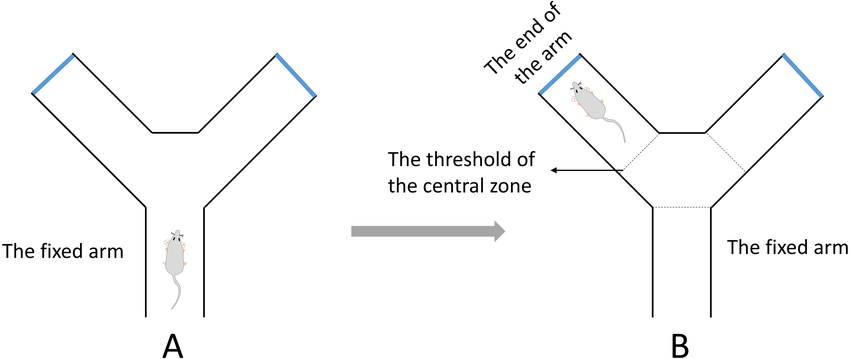 The fixed arm
A
The end of
the arm
The threshold of
the central zone
The fixed arm
B